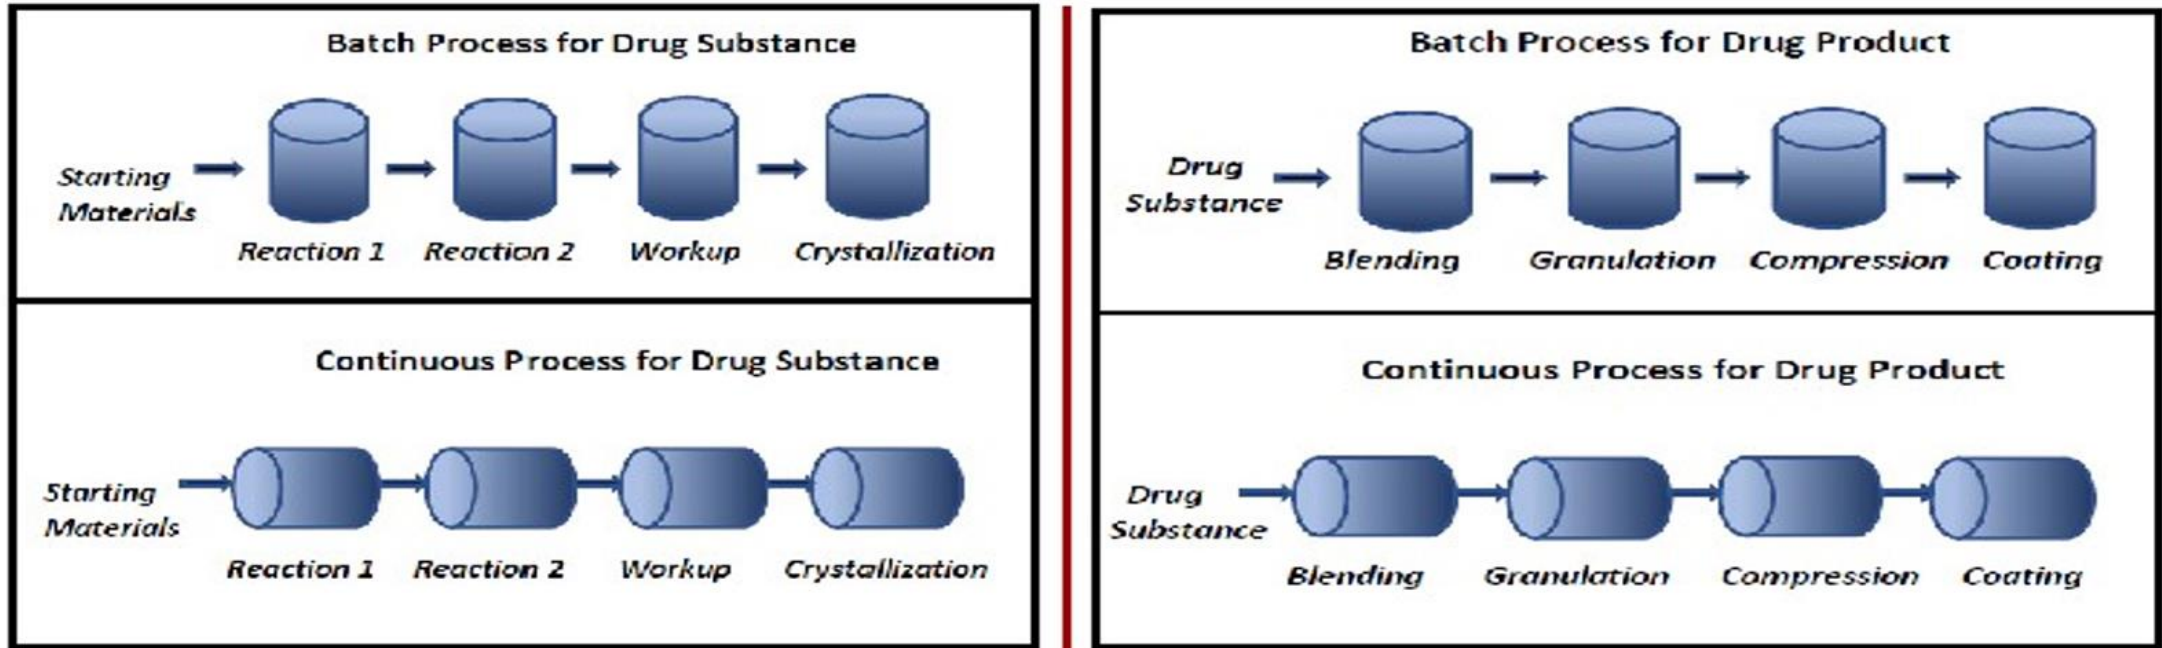 Batch Process for Drug Substance
Starting
Materials
Reaction 1
Reaction 2
Workup
Crystallization
Continuous Process for Drug Substance
Starting
Materials
Reaction 1
Reaction 2
Workup
Crystallization
Batch Process for Drug Product
Drug
Substance
Blending
Granulation
Compression
Coating
Continuous Process for Drug Product
Drug
Substance
Blending
Granulation
Compression
Coating